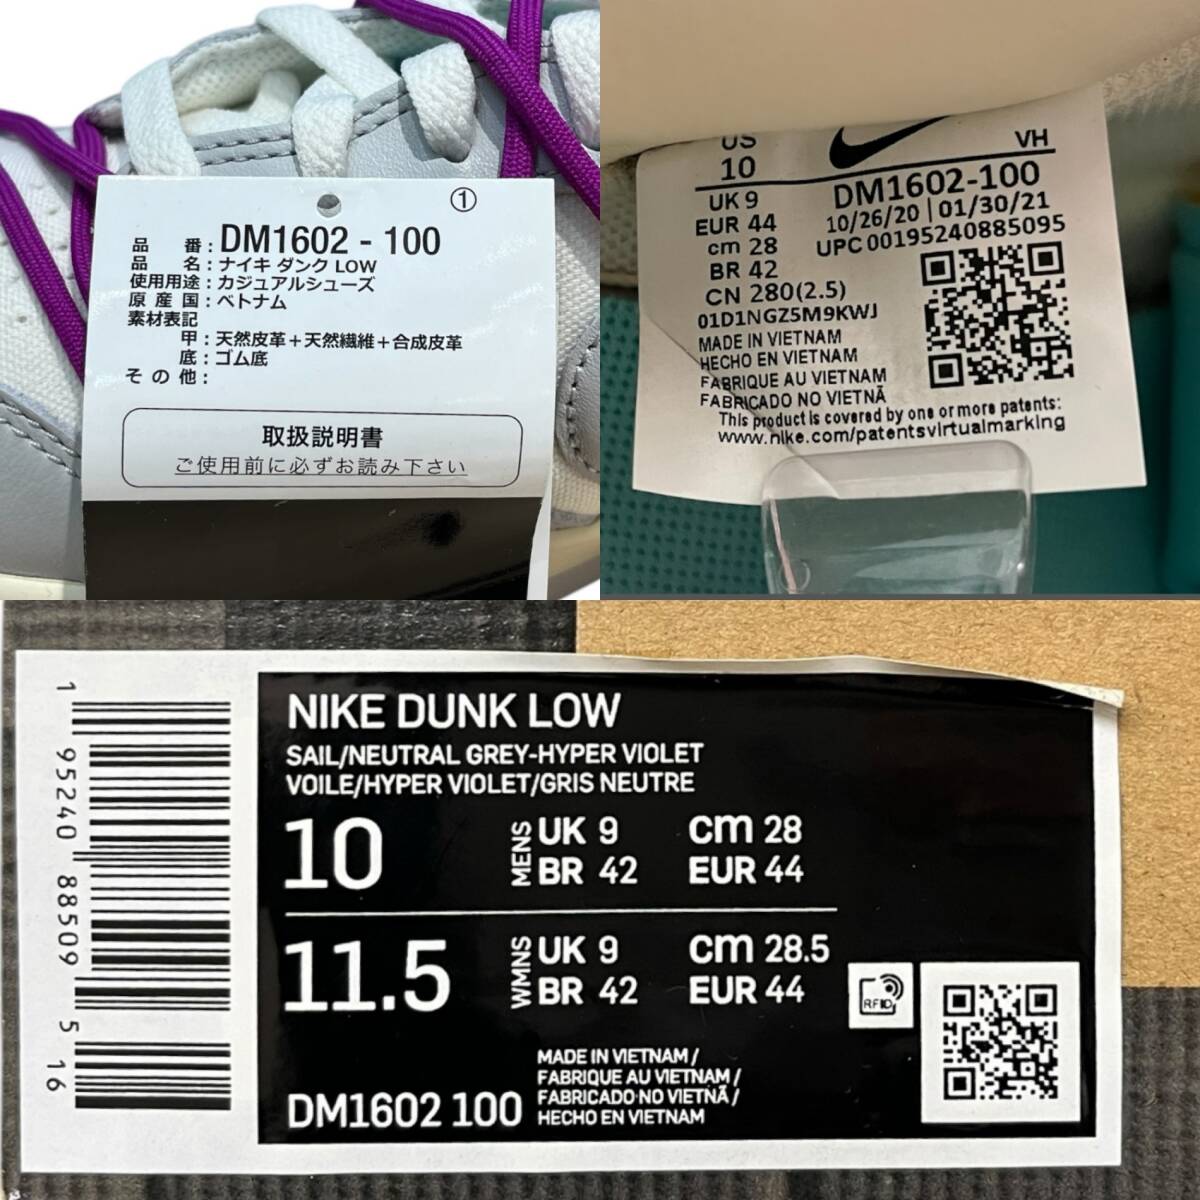 ①
品 番 : DM1602 - 100
品 名 : ナイキ ダンク LOW
使用用途 : カジュアルシューズ
原 産 国 : ベトナム
素材表記
甲 : 天然皮革+天然繊維+合成皮革
底 : ゴム底
そ の 他 :
取扱説明書
ご使用前に必ずお読み下さい
US
10
VH
UK 9
EUR 44
cm 28
BR 42
CN 280(2.5)
DM1602-100
10/26/20 | 01/30/21
UPC 00195240885095
01D1NGZ5M9KWJ
MADE IN VIETNAM
HECHO EN VIETNAM
FABRIQUE AU VIETNAM
FABRICADO NO VIETNÃ
This product is covered by one or more patents:
www.nike.com/patentsvirtualmarking
1 95240 88509 5 16
NIKE DUNK LOW
SAIL/NEUTRAL GREY-HYPER VIOLET
VOILE/HYPER VIOLET/GRIS NEUTRE
10 MENS UK 9 cm 28
BR 42 EUR 44
11.5 WMNS UK 9 cm 28.5
BR 42 EUR 44
RFID
DM1602 100
MADE IN VIETNAM /
FABRIQUE AU VIETNAM /
FABRICADO NO VIETNÃ /
HECHO EN VIETNAM